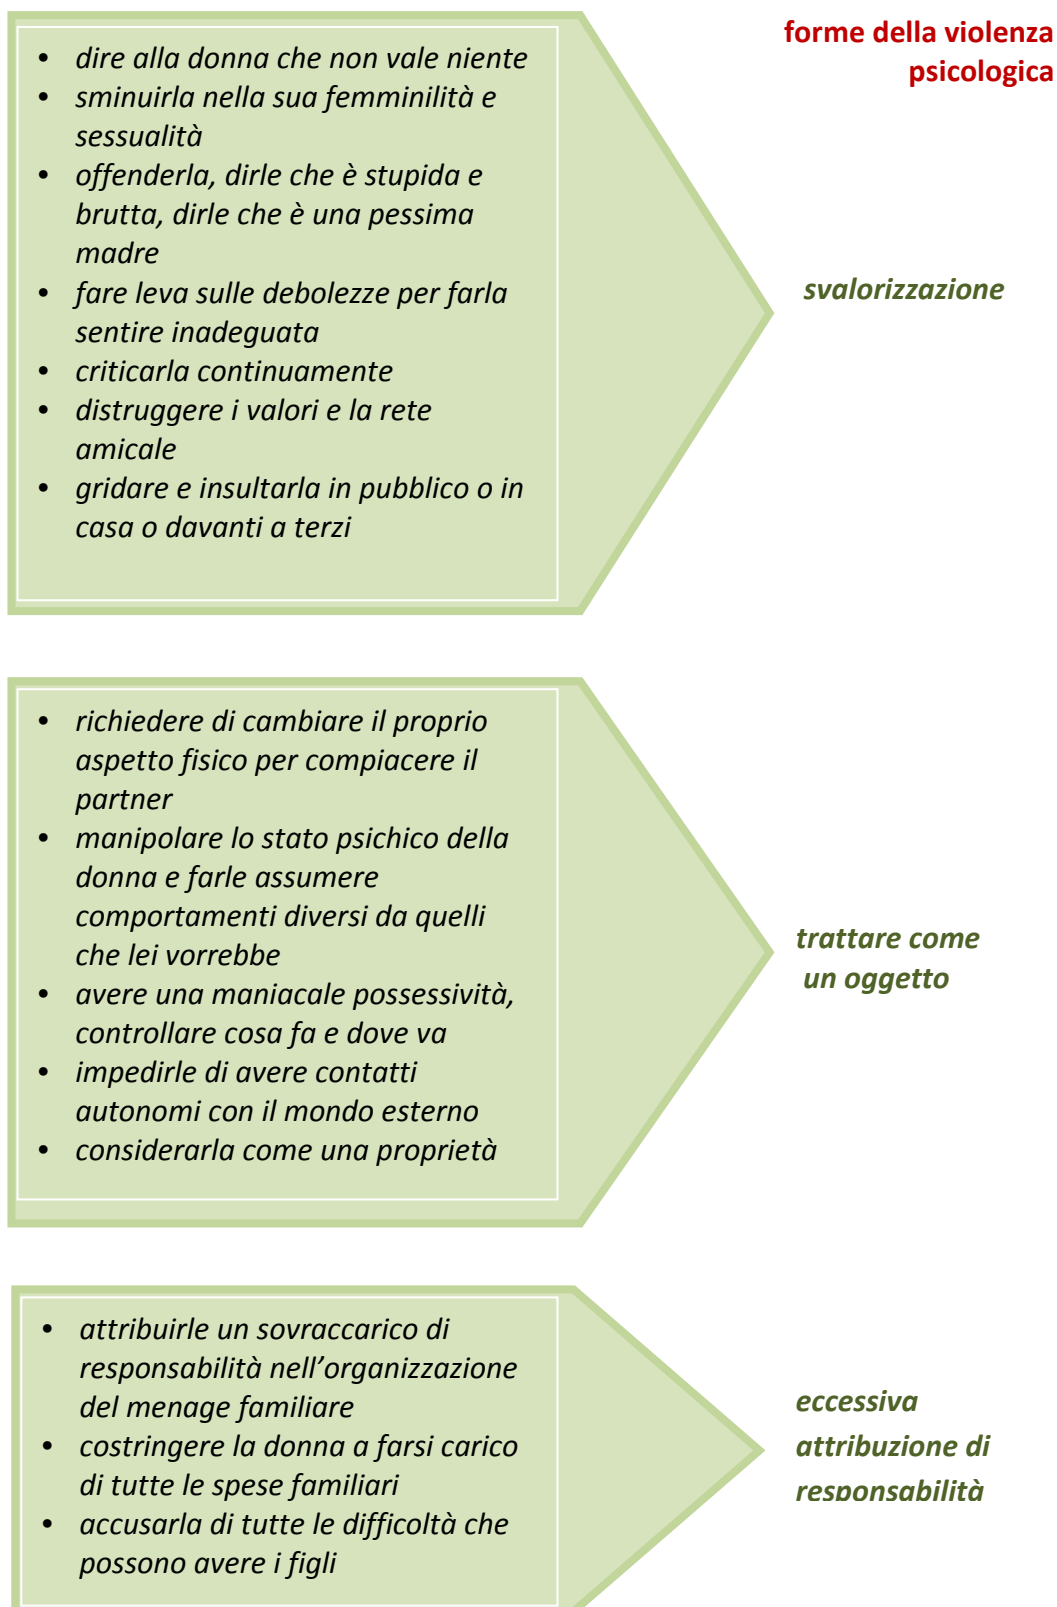 forme della violenza
psicologica
• dire alla donna che non vale niente
• sminuirla nella sua femminilità e
sessualità
• offenderla, dirle che è stupida e
brutta, dirle che è una pessima
madre
• fare leva sulle debolezze per farla
sentire inadeguata
• criticarla continuamente
• distruggere i valori e la rete
amicale
• gridare e insultarla in pubblico o in
casa o davanti a terzi
svalorizzazione
• richiedere di cambiare il proprio
aspetto fisico per compiacere il
partner
• manipolare lo stato psichico della
donna e farle assumere
comportamenti diversi da quelli
che lei vorrebbe
• avere una maniacale possessività,
controllare cosa fa e dove va
• impedirle di avere contatti
autonomi con il mondo esterno
• considerarla come una proprietà
trattare come
un oggetto
• attribuirle un sovraccarico di
responsabilità nell’organizzazione
del menage familiare
• costringere la donna a farsi carico
di tutte le spese familiari
• accusarla di tutte le difficoltà che
possono avere i figli
eccessiva
attribuzione di
responsabilità